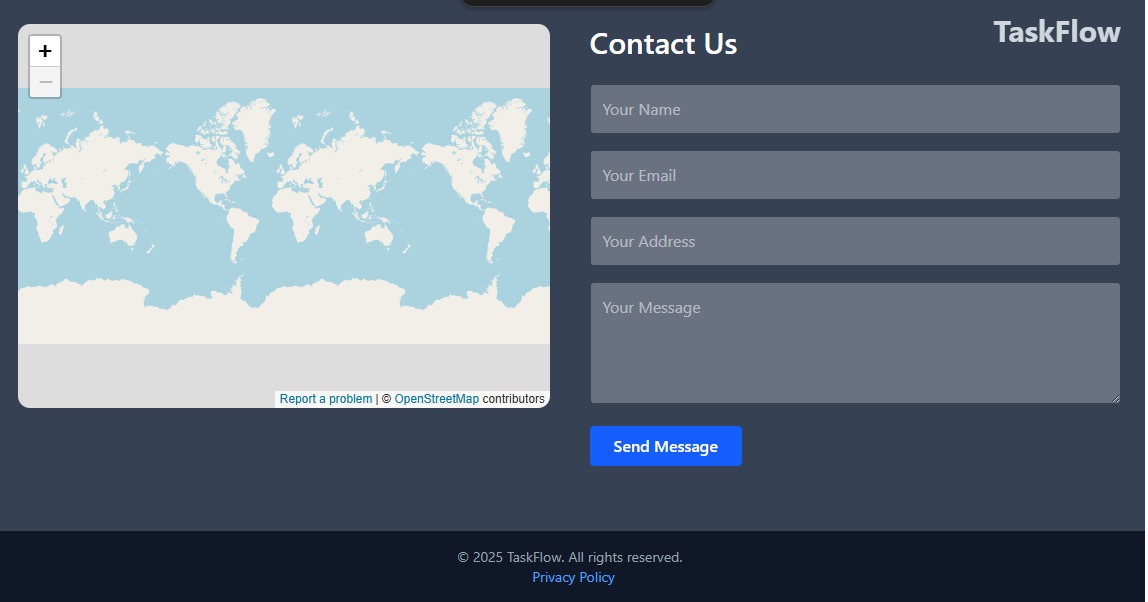 +
−
Report a problem | © OpenStreetMap contributors
Contact Us
TaskFlow
Your Name
Your Email
Your Address
Your Message
Send Message
© 2025 TaskFlow. All rights reserved.
Privacy Policy